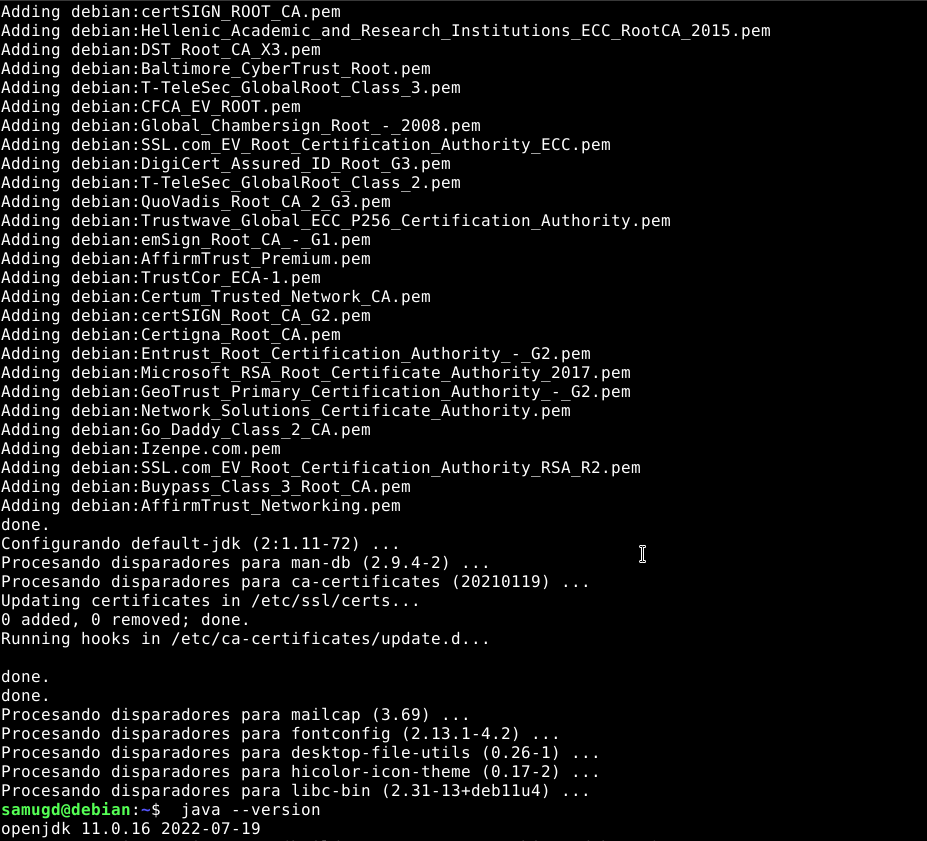 Adding debian:certSIGN_ROOT_CA.pem
Adding debian:Hellenic_Academic_and_Research_Institutions_ECC_RootCA_2015.pem
Adding debian:DST_Root_CA_X3.pem
Adding debian:Baltimore_CyberTrust_Root.pem
Adding debian:T-TeleSec_GlobalRoot_Class_3.pem
Adding debian:CFCA_EV_ROOT.pem
Adding debian:Global_Chambersign_Root_-_2008.pem
Adding debian:SSL.com_EV_Root_Certification_Authority_ECC.pem
Adding debian:DigiCert_Assured_ID_Root_G3.pem
Adding debian:T-TeleSec_GlobalRoot_Class_2.pem
Adding debian:QuoVadis_Root_CA_2_G3.pem
Adding debian:Trustwave_Global_ECC_P256_Certification_Authority.pem
Adding debian:emSign_Root_CA_-_G1.pem
Adding debian:AffirmTrust_Premium.pem
Adding debian:TrustCor_ECA-1.pem
Adding debian:Certum_Trusted_Network_CA.pem
Adding debian:certSIGN_Root_CA_G2.pem
Adding debian:Certigna_Root_CA.pem
Adding debian:Entrust_Root_Certification_Authority_-_G2.pem
Adding debian:Microsoft_RSA_Root_Certificate_Authority_2017.pem
Adding debian:GeoTrust_Primary_Certification_Authority_-_G2.pem
Adding debian:Network_Solutions_Certificate_Authority.pem
Adding debian:Go_Daddy_Class_2_CA.pem
Adding debian:Izenpe.com.pem
Adding debian:SSL.com_EV_Root_Certification_Authority_RSA_R2.pem
Adding debian:Buypass_Class_3_Root_CA.pem
Adding debian:AffirmTrust_Networking.pem
done.
Configurando default-jdk (2:1.11-72) ...
Procesando disparadores para man-db (2.9.4-2) ...
Procesando disparadores para ca-certificates (20210119) ...
Updating certificates in /etc/ssl/certs...
0 added, 0 removed; done.
Running hooks in /etc/ca-certificates/update.d...
done.
done.
Procesando disparadores para mailcap (3.69) ...
Procesando disparadores para fontconfig (2.13.1-4.2) ...
Procesando disparadores para desktop-file-utils (0.26-1) ...
Procesando disparadores para hicolor-icon-theme (0.17-2) ...
Procesando disparadores para libc-bin (2.31-13+deb11u4) ...
samugd@debian:~$  java --version
openjdk 11.0.16 2022-07-19